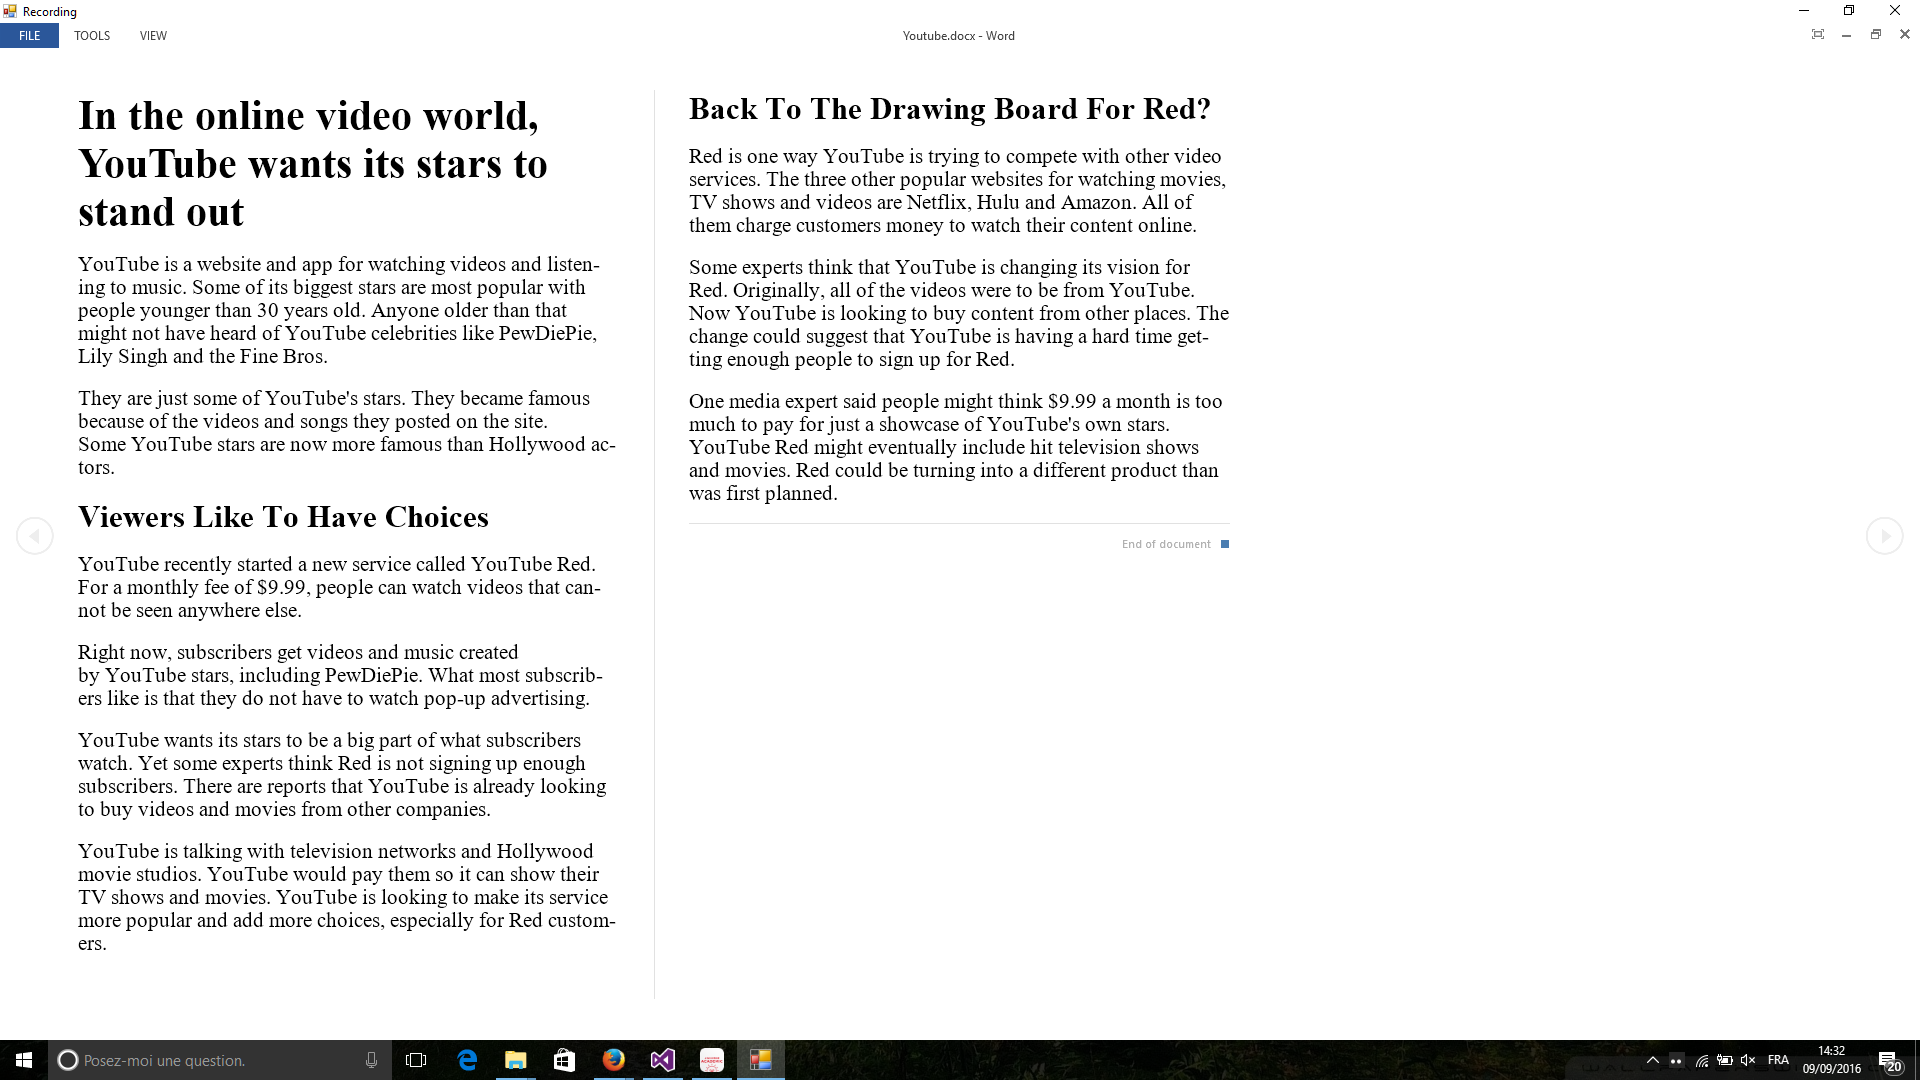 Recording
FILE TOOLS VIEW Youtube.docx - Word
In the online video world,
YouTube wants its stars to
stand out
YouTube is a website and app for watching videos and listen-
ing to music. Some of its biggest stars are most popular with
people younger than 30 years old. Anyone older than that
might not have heard of YouTube celebrities like PewDiePie,
Lily Singh and the Fine Bros.
They are just some of YouTube's stars. They became famous
because of the videos and songs they posted on the site.
Some YouTube stars are now more famous than Hollywood ac-
tors.
Viewers Like To Have Choices
YouTube recently started a new service called YouTube Red.
For a monthly fee of $9.99, people can watch videos that can-
not be seen anywhere else.
Right now, subscribers get videos and music created
by YouTube stars, including PewDiePie. What most subscrib-
ers like is that they do not have to watch pop-up advertising.
YouTube wants its stars to be a big part of what subscribers
watch. Yet some experts think Red is not signing up enough
subscribers. There are reports that YouTube is already looking
to buy videos and movies from other companies.
YouTube is talking with television networks and Hollywood
movie studios. YouTube would pay them so it can show their
TV shows and movies. YouTube is looking to make its service
more popular and add more choices, especially for Red custom-
ers.
Back To The Drawing Board For Red?
Red is one way YouTube is trying to compete with other video
services. The three other popular websites for watching movies,
TV shows and videos are Netflix, Hulu and Amazon. All of
them charge customers money to watch their content online.
Some experts think that YouTube is changing its vision for
Red. Originally, all of the videos were to be from YouTube.
Now YouTube is looking to buy content from other places. The
change could suggest that YouTube is having a hard time get-
ting enough people to sign up for Red.
One media expert said people might think $9.99 a month is too
much to pay for just a showcase of YouTube's own stars.
YouTube Red might eventually include hit television shows
and movies. Red could be turning into a different product than
was first planned.
End of document
Posez-moi une question.
FRA
14:32
09/09/2016
20